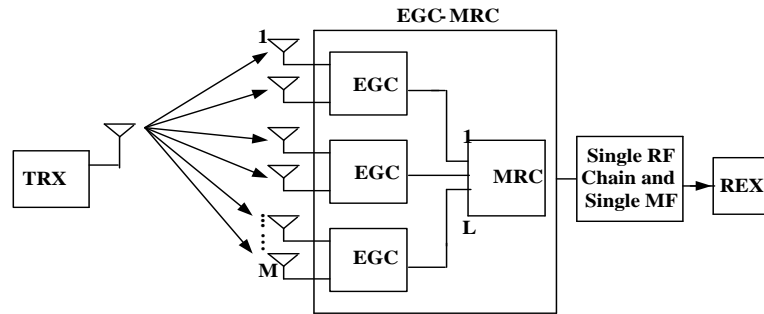 EGC-MRC
1
EGC
TRX
EGC
1
MRC
L
Single RF
Chain and
Single MF
REX
EGC
M